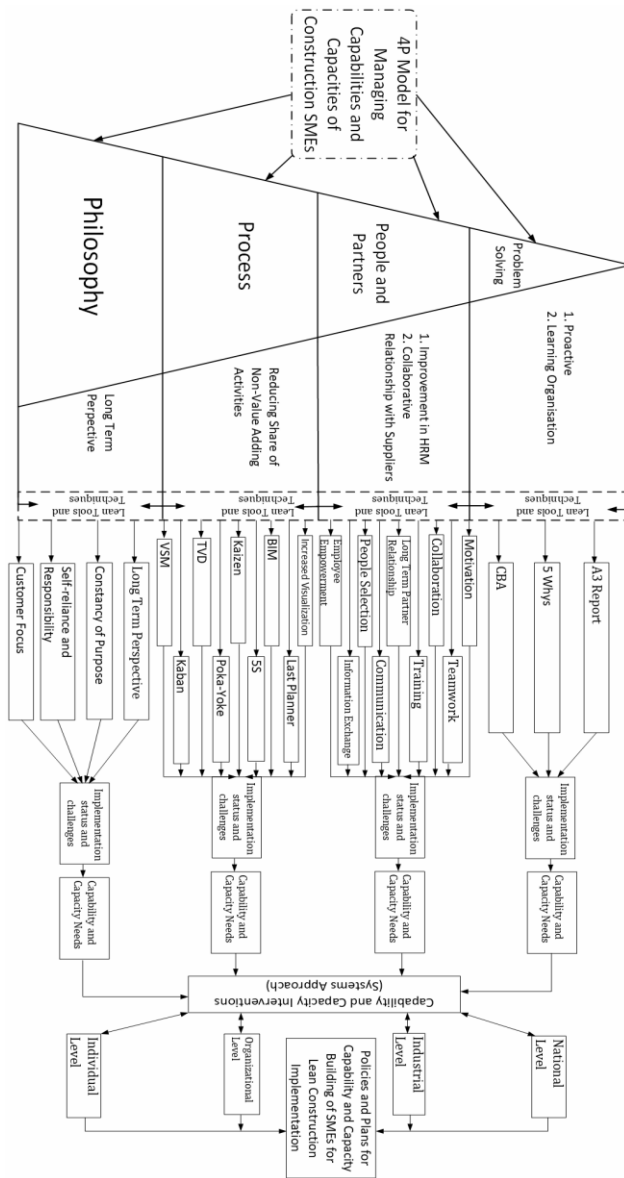 4P Model for
Managing
Capabilities and
Capacities of
Construction SMEs
Problem
Solving
People and
Partners
Process
Philosophy
1. Proactive
2. Learning Organisation
1. Improvement in HRM
2. Collaborative
Relationship with Suppliers
Reducing Share of
Non-Value Adding
Activities
Long Term
Perpective
Lean Tools and
Techniques
Lean Tools and
Techniques
Lean Tools and
Techniques
Lean Tools and
Techniques
A3 Report
5 Whys
CBA
Motivation
Teamwork
Collaboration
Training
Long Term Partner
Relationship
Communication
People Selection
Information Exchange
Employee
Empowerment
Increased Visualization
Last Planner
BIM
5S
Kaizen
Poka-Yoke
TVD
Kaban
VSM
Long Term Perspective
Constancy of Purpose
Self-reliance and
Responsibility
Customer Focus
Implementation
status and
challenges
Implementation
status and
challenges
Implementation
status and
challenges
Implementation
status and
challenges
Capability and
Capacity Needs
Capability and
Capacity Needs
Capability and
Capacity Needs
Capability and
Capacity Needs
Capability and Capacity Interventions
(Systems Approach)
National
Level
Industrial
Level
Organizational
Level
Individual
Level
Policies and Plans for
Capability and Capacity
Building of SMEs for
Lean Construction
Implementation